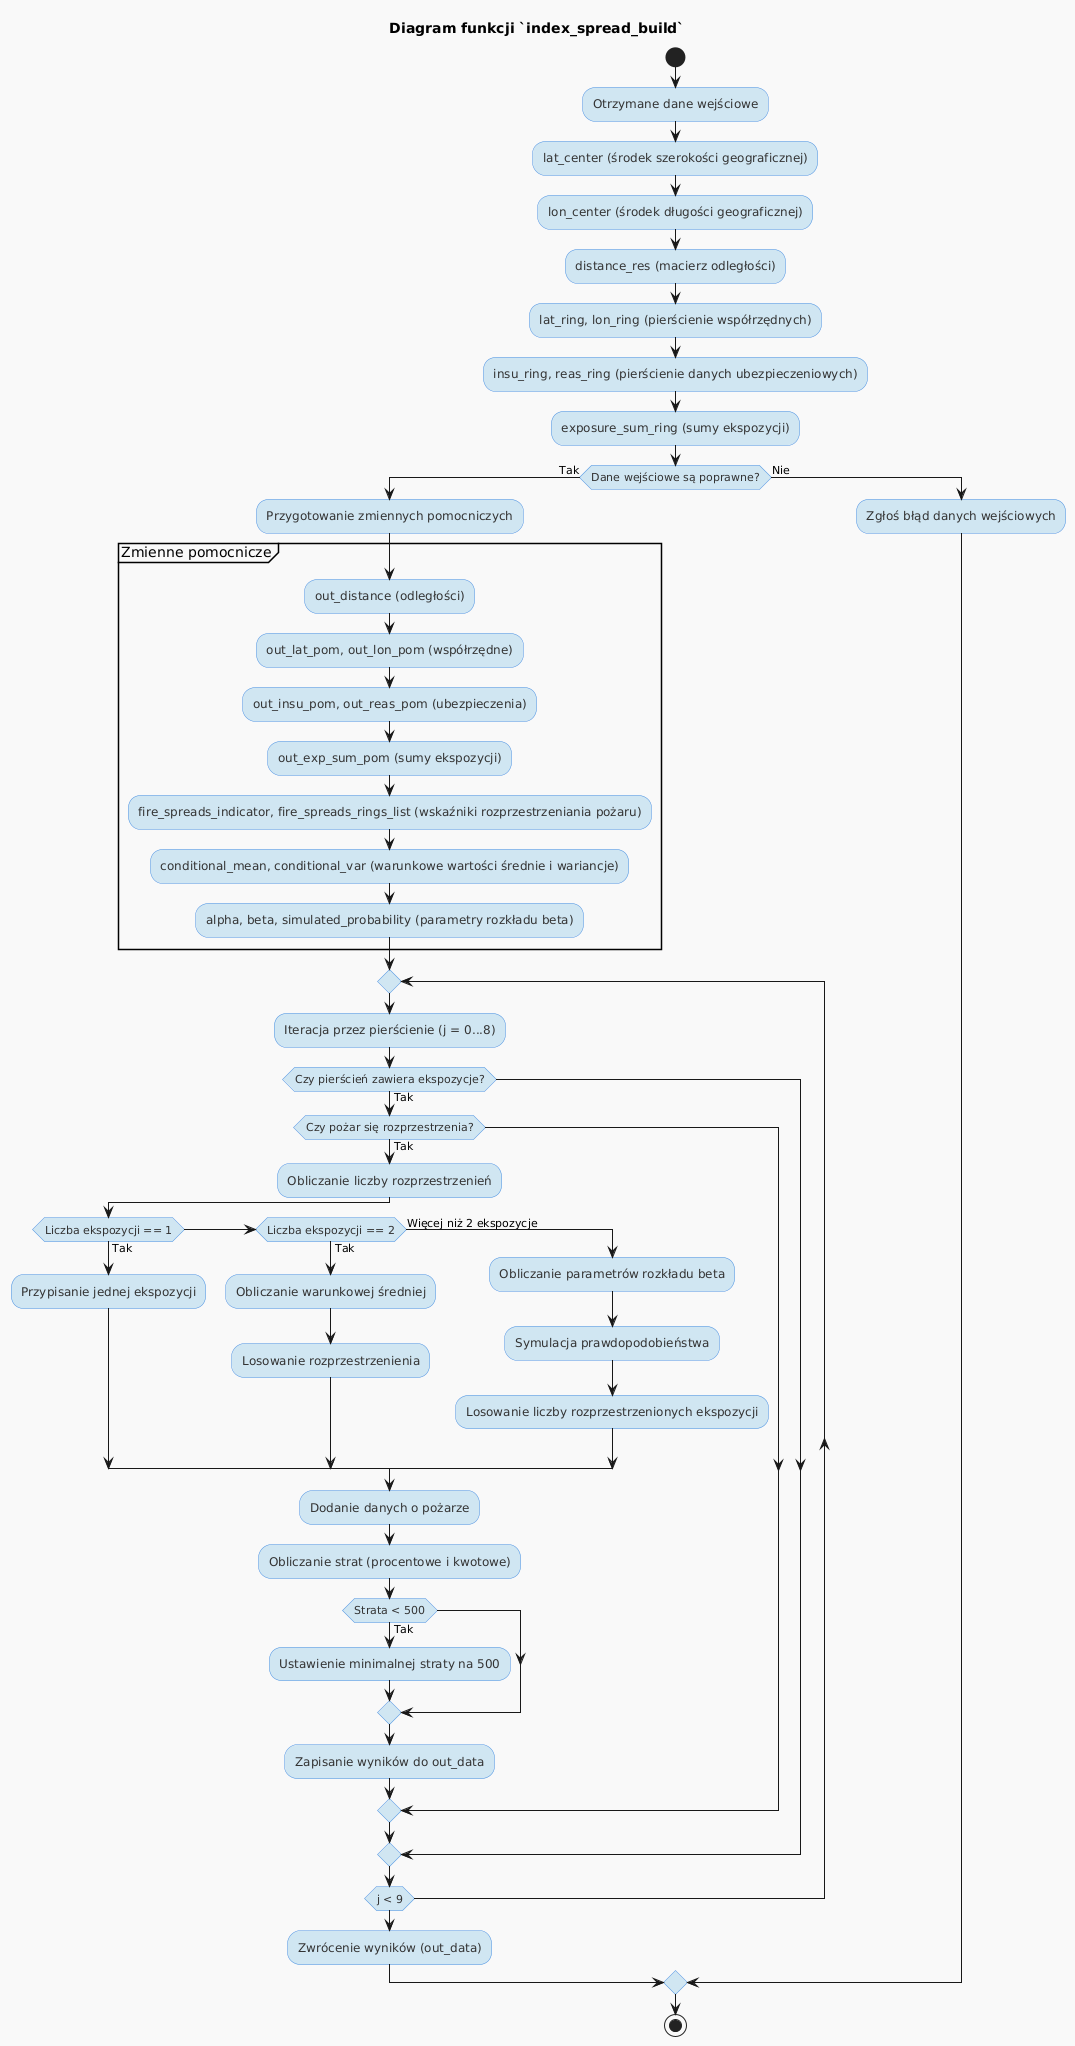 Diagram funkcji `index_spread_build`
Otrzymane dane wejściowe
lat_center (środek szerokości geograficznej)
lon_center (środek długości geograficznej)
distance_res (macierz odległości)
lat_ring, lon_ring (pierścienie współrzędnych)
insu_ring, reas_ring (pierścienie danych ubezpieczeniowych)
exposure_sum_ring (sumy ekspozycji)
Tak
Dane wejściowe są poprawne?
Nie
Przygotowanie zmiennych pomocniczych
Zgłoś błąd danych wejściowych
Zmienne pomocnicze
out_distance (odległości)
out_lat_pom, out_lon_pom (współrzędne)
out_insu_pom, out_reas_pom (ubezpieczenia)
out_exp_sum_pom (sumy ekspozycji)
fire_spreads_indicator, fire_spreads_rings_list (wskaźniki rozprzestrzeniania pożaru)
conditional_mean, conditional_var (warunkowe wartości średnie i wariancje)
alpha, beta, simulated_probability (parametry rozkładu beta)
Iteracja przez pierścienie (j = 0...8)
Czy pierścień zawiera ekspozycje?
Tak
Czy pożar się rozprzestrzenia?
Tak
Obliczanie liczby rozprzestrzenień
Liczba ekspozycji == 1
Liczba ekspozycji == 2
Więcej niż 2 ekspozycje
Tak
Tak
Przypisanie jednej ekspozycji
Obliczanie warunkowej średniej
Obliczanie parametrów rozkładu beta
Losowanie rozprzestrzenienia
Symulacja prawdopodobieństwa
Losowanie liczby rozprzestrzenionych ekspozycji
Dodanie danych o pożarze
Obliczanie strat (procentowe i kwotowe)
Strata < 500
Tak
Ustawienie minimalnej straty na 500
Zapisanie wyników do out_data
j < 9
Zwrócenie wyników (out_data)